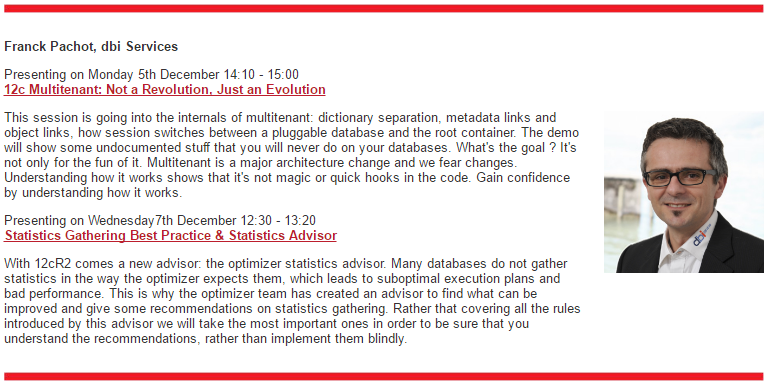 Franck Pachot, dbi Services
Presenting on Monday 5th December 14:10 - 15:00
12c Multitenant: Not a Revolution, Just an Evolution
This session is going into the internals of multitenant: dictionary separation, metadata links and
object links, how session switches between a pluggable database and the root container. The demo
will show some undocumented stuff that you will never do on your databases. What's the goal ? It's
not only for the fun of it. Multitenant is a major architecture change and we fear changes.
Understanding how it works shows that it's not magic or quick hooks in the code. Gain confidence
by understanding how it works.
Presenting on Wednesday7th December 12:30 - 13:20
Statistics Gathering Best Practice & Statistics Advisor
With 12cR2 comes a new advisor: the optimizer statistics advisor. Many databases do not gather
statistics in the way the optimizer expects them, which leads to suboptimal execution plans and
bad performance. This is why the optimizer team has created an advisor to find what can be
improved and give some recommendations on statistics gathering. Rather that covering all the rules
introduced by this advisor we will take the most important ones in order to be sure that you
understand the recommendations, rather than implement them blindly.
dbi